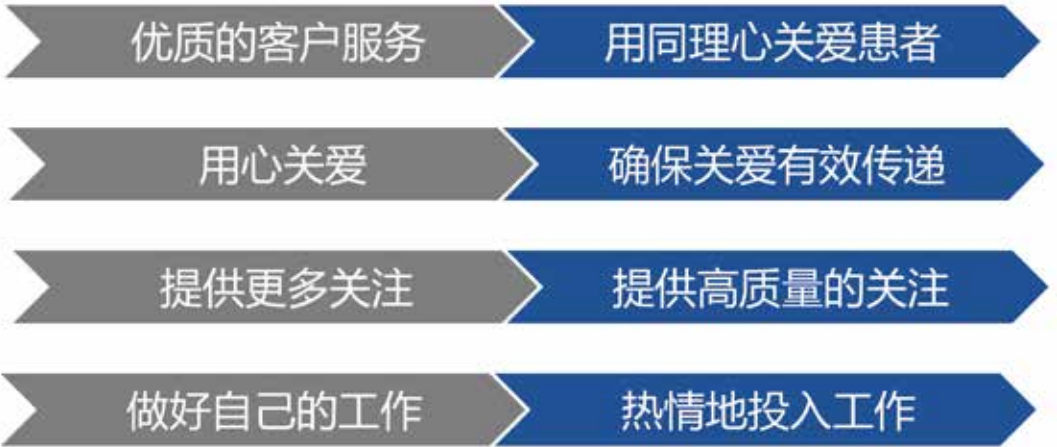 优质的客户服务 用同理心关爱患者
用心关爱 确保关爱有效传递
提供更多关注 提供高质量的关注
做好自己的工作 热情地投入工作